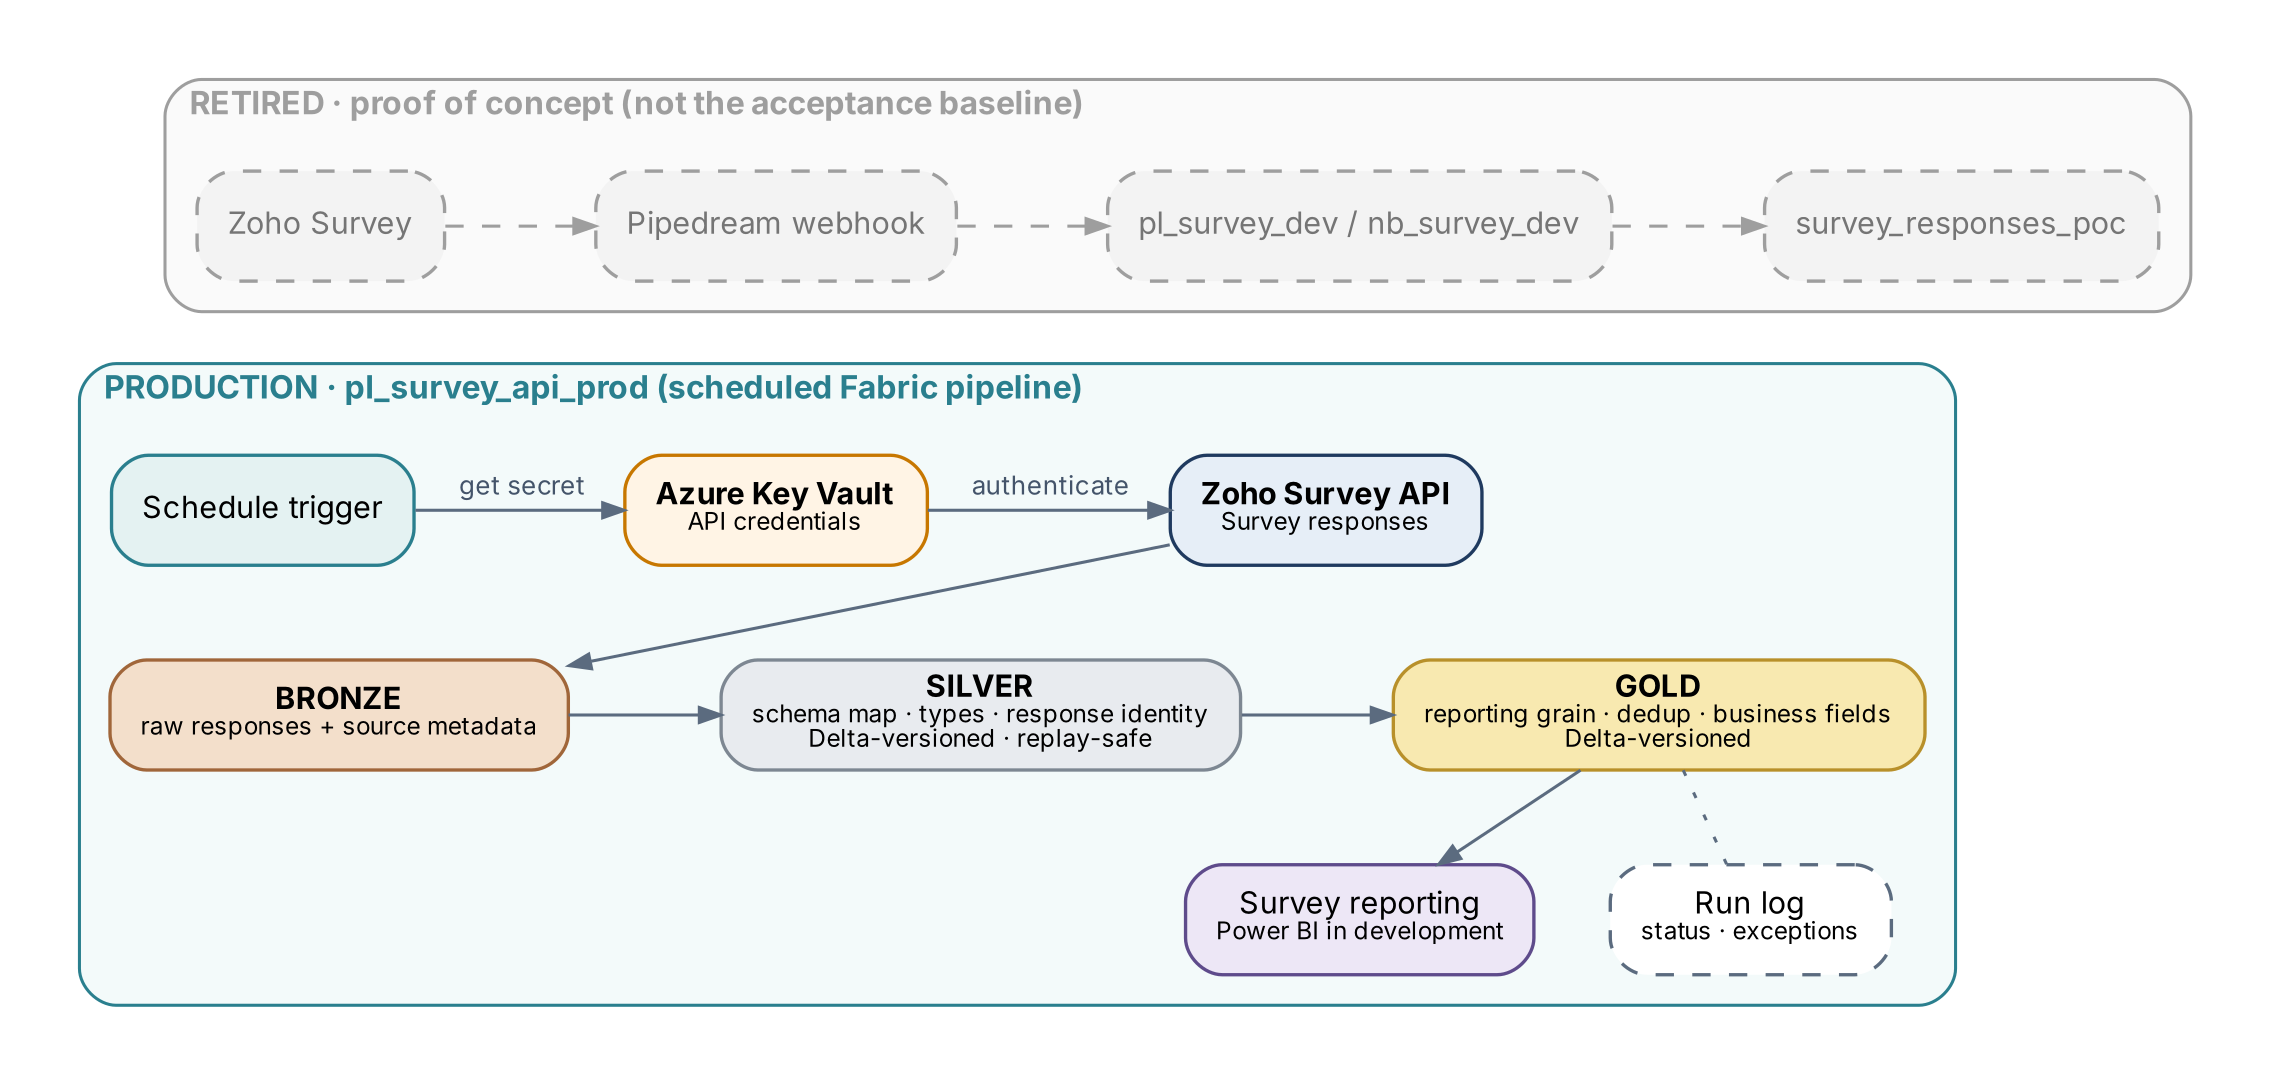 RETIRED · proof of concept (not the acceptance baseline)
Zoho Survey
Pipedream webhook
pl_survey_dev / nb_survey_dev
survey_responses_poc
PRODUCTION · pl_survey_api_prod (scheduled Fabric pipeline)
Schedule trigger
get secret
Azure Key Vault
API credentials
authenticate
Zoho Survey API
Survey responses
BRONZE
raw responses + source metadata
SILVER
schema map · types · response identity
Delta-versioned · replay-safe
GOLD
reporting grain · dedup · business fields
Delta-versioned
Survey reporting
Power BI in development
Run log
status · exceptions